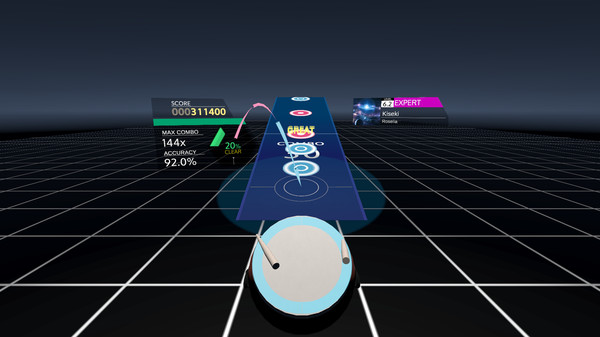 SCORE
000311400
MAX COMBO
144x
ACCURACY
92.0%
20%
CLEAR
GREAT
COMBO
6.2 EXPERT
Kiseki
Roselia